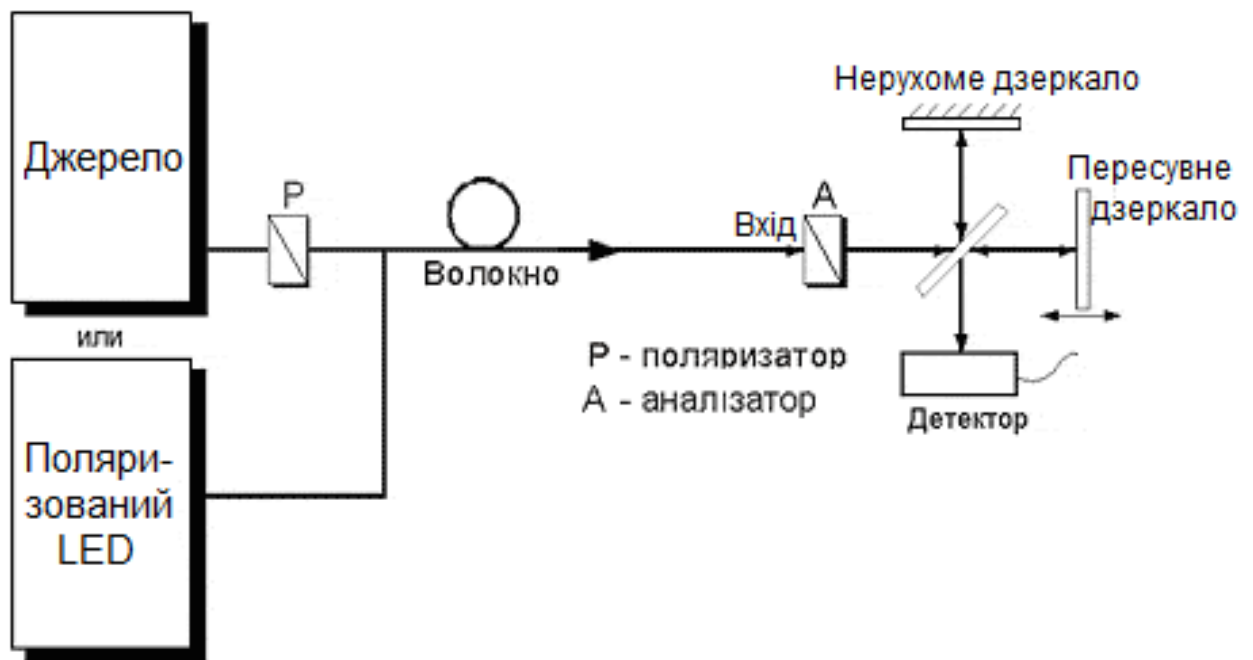 Джерело
или
Поляри-
зований
LED
P
Волокно
Вхід
A
Нерухоме дзеркало
Пересувне
дзеркало
P - поляризатор
A - аналізатор
Детектор